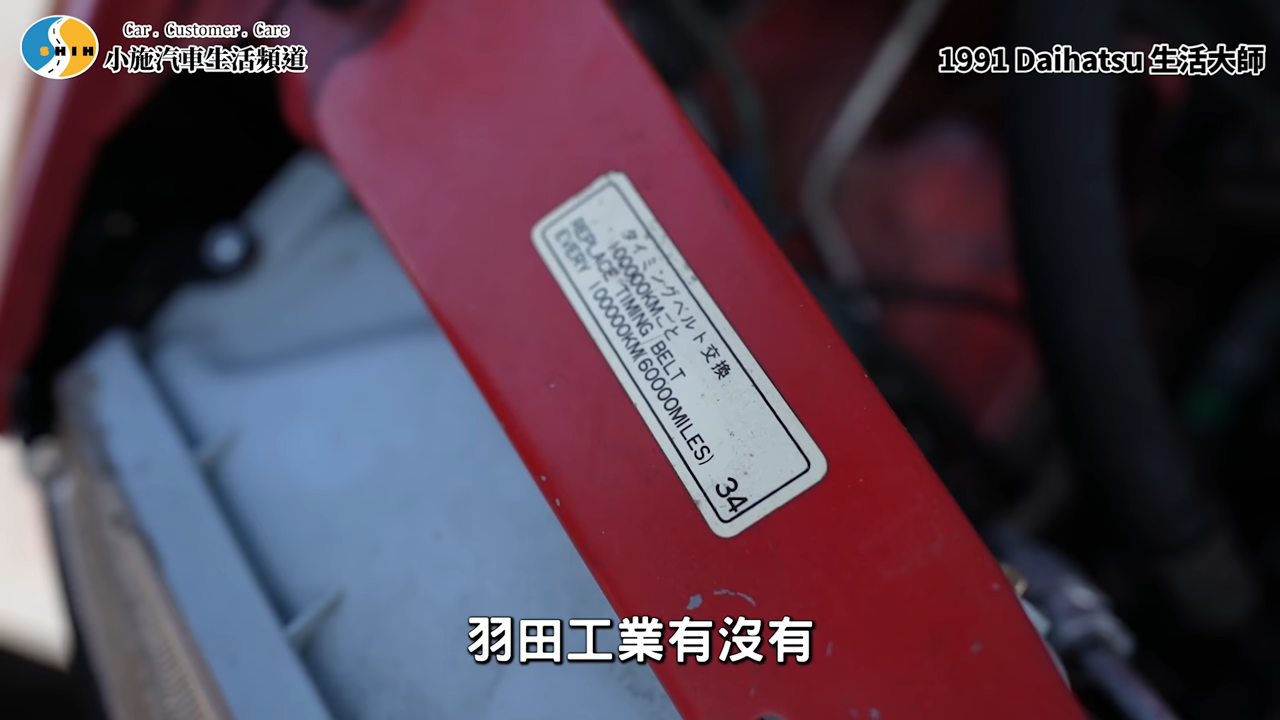 SHIH
Car. Customer. Care
小施汽車生活頻道
1991 Daihatsu 生活大師
タイミングベルト交換
100000KMごと
REPLACE TIMING BELT
EVERY 100000KM(60000MILES)
34
羽田工業有沒有